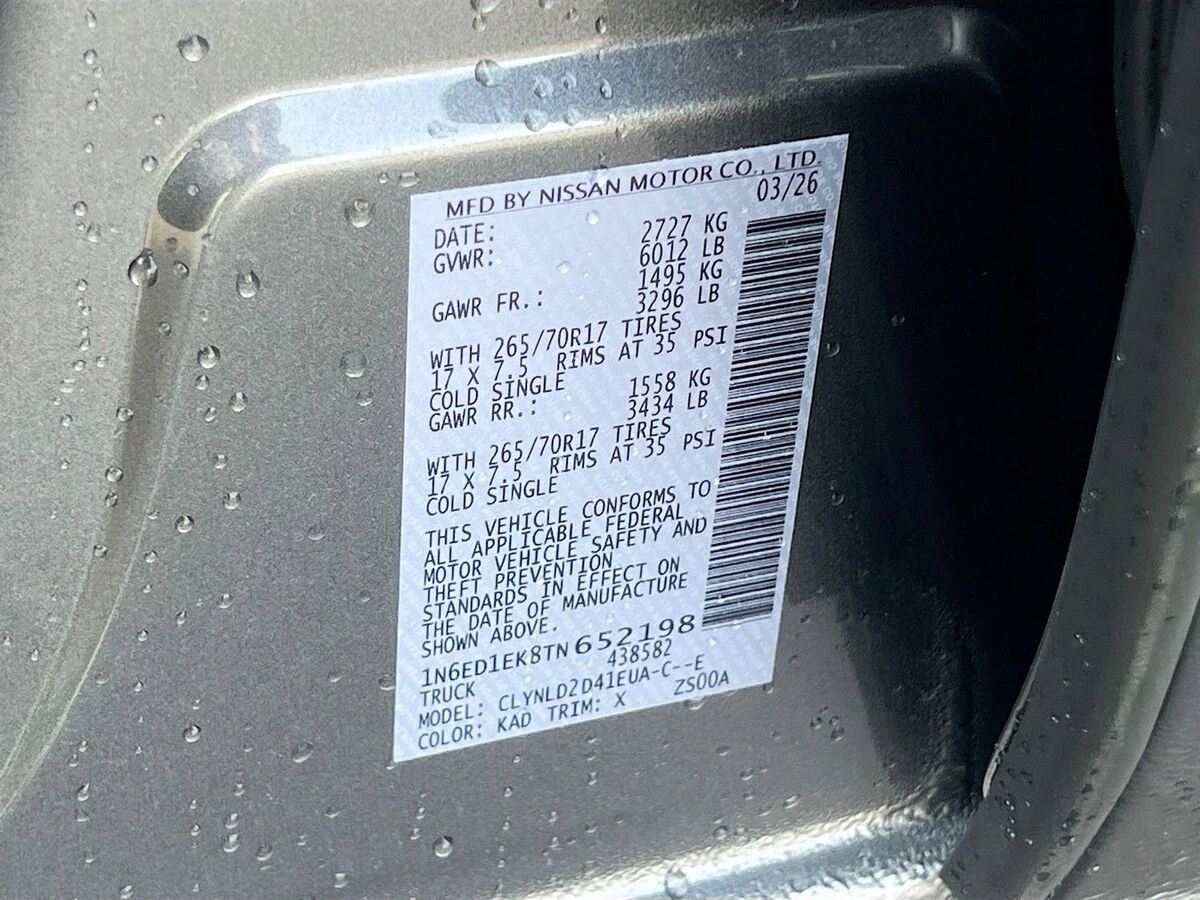 MFD BY NISSAN MOTOR CO., LTD.
DATE: 03/26
GVWR: 2727 KG
6012 LB
GAWR FR.: 1495 KG
3296 LB
WITH 265/70R17 TIRES
17 X 7.5 RIMS AT 35 PSI
COLD SINGLE
GAWR RR.: 1558 KG
3434 LB
WITH 265/70R17 TIRES
17 X 7.5 RIMS AT 35 PSI
COLD SINGLE
THIS VEHICLE CONFORMS TO
ALL APPLICABLE FEDERAL
MOTOR VEHICLE SAFETY AND
THEFT PREVENTION
STANDARDS IN EFFECT ON
THE DATE OF MANUFACTURE
SHOWN ABOVE.
1N6ED1EK8TN652198
TRUCK 438582
MODEL: CLYNLD2D41EUA-C--E
COLOR: KAD TRIM: X ZS00A